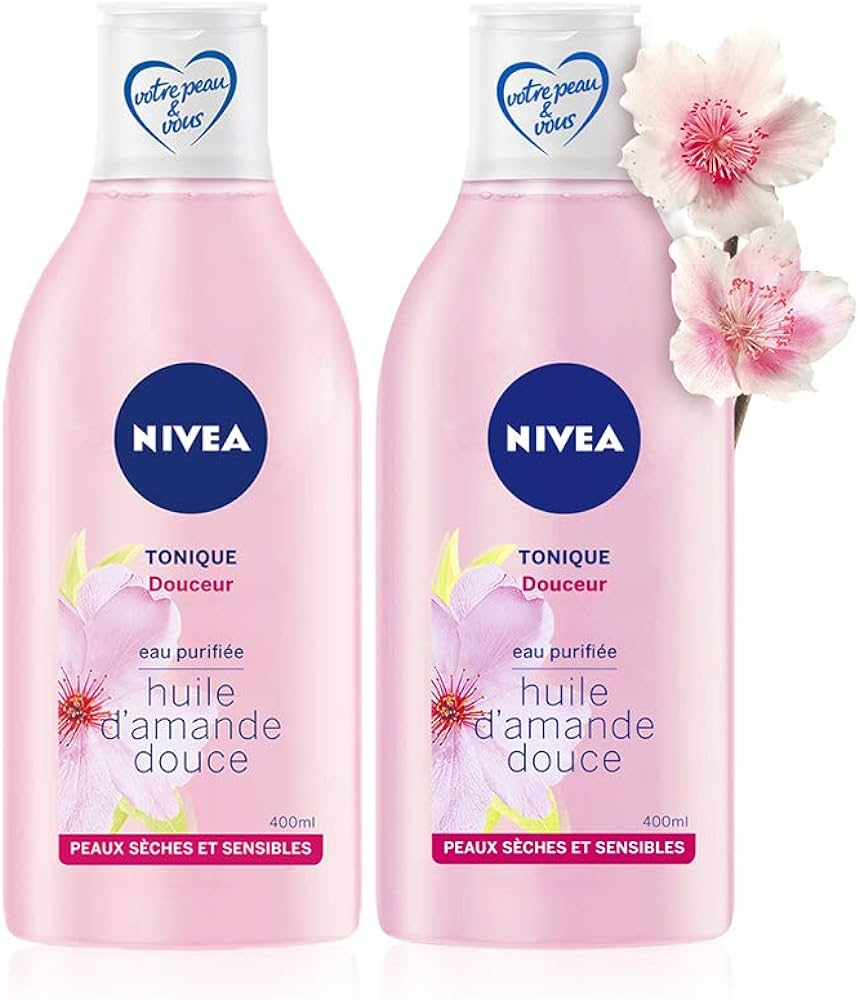 votre peau
&
vous
NIVEA
TONIQUE
Douceur
eau purifiée
huile
d'amande
douce
400ml
PEAUX SÈCHES ET SENSIBLES
votre peau
&
vous
NIVEA
TONIQUE
Douceur
eau purifiée
huile
d'amande
douce
400ml
PEAUX SÈCHES ET SENSIBLES